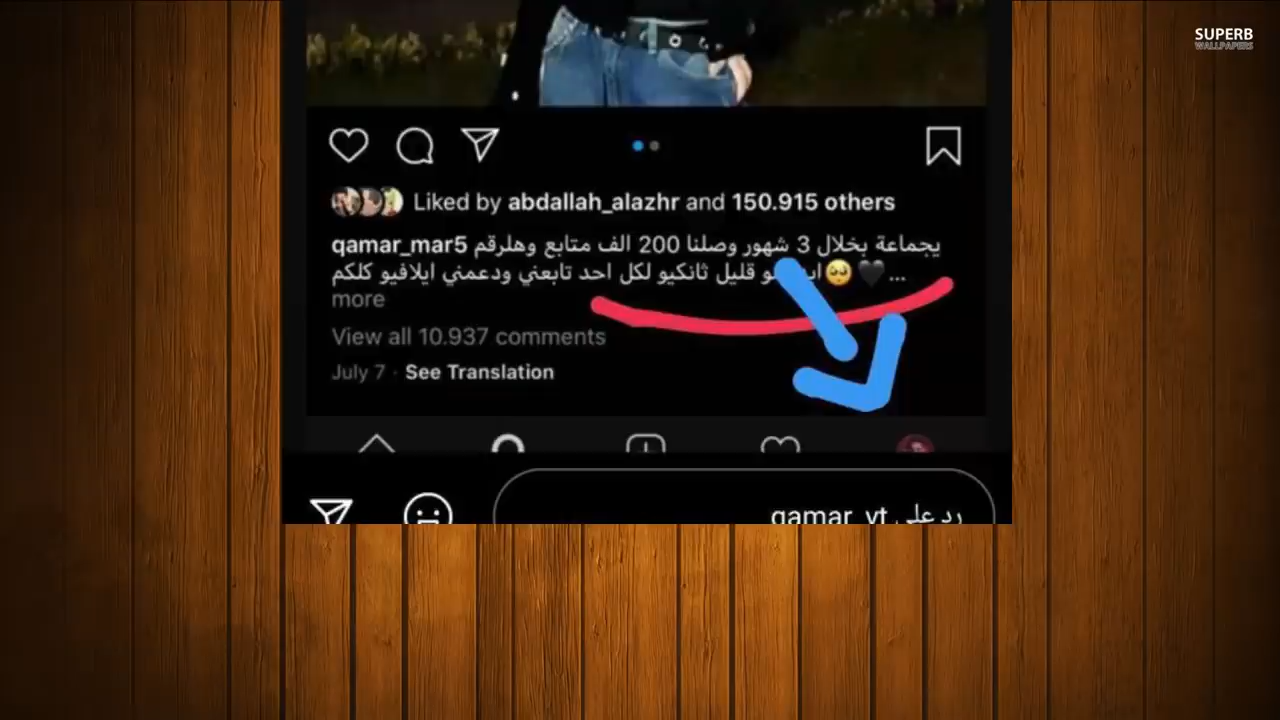 SUPERB
WALLPAPERS
Liked by abdallah_alazhr and 150.915 others
qamar_mar5 يجماعة بخلال 3 شهور وصلنا 200 الف متابع وهلرقم
قليل ثانكيو لكل احد تابعني ودعمني ايلاقيو كلكم🥺🖤...
more
View all 10.937 comments
July 7 · See Translation
رد على qamar_yt